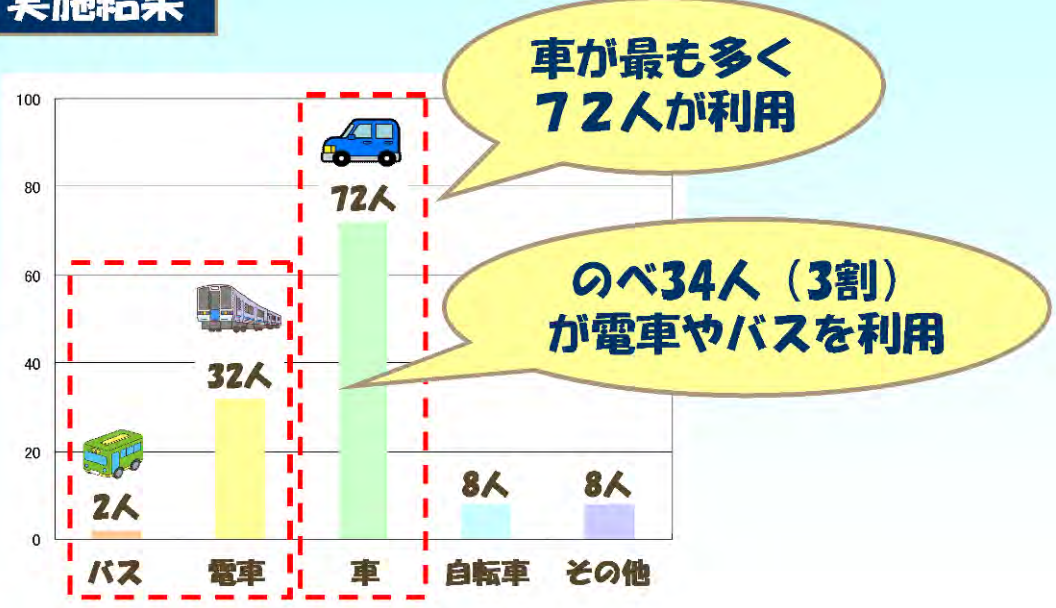 実施結果
車が最も多く
７２人が利用
のべ34人（3割）
が電車やバスを利用
100
80
60
40
20
0
72人
32人
2人
8人
8人
バス
電車
車
自転車
その他